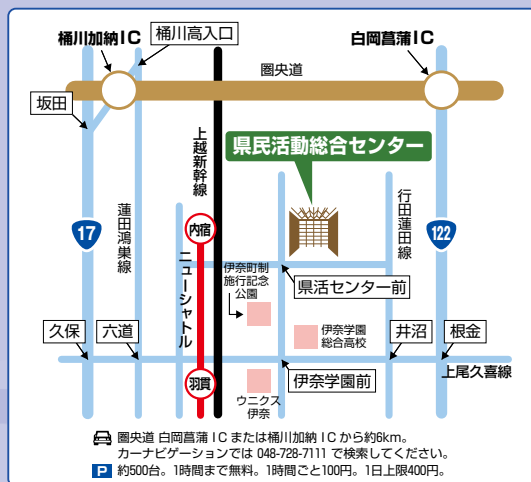 桶川加納IC
桶川高入口
白岡菖蒲IC
圏央道
坂田
上越新幹線
県民活動総合センター
17
蓮田鴻巣線
内宿
ニューシャトル
行田蓮田線
122
伊奈町制
施行記念
公園
県活センター前
伊奈学園
総合高校
久保
六道
井沼
根金
上尾久喜線
羽貫
伊奈学園前
ウニクス
伊奈
圏央道 白岡菖蒲 IC または桶川加納 IC から約6km。
カーナビゲーションでは 048-728-7111 で検索してください。
P 約500台。1時間まで無料。1時間ごと100円。1日上限400円。